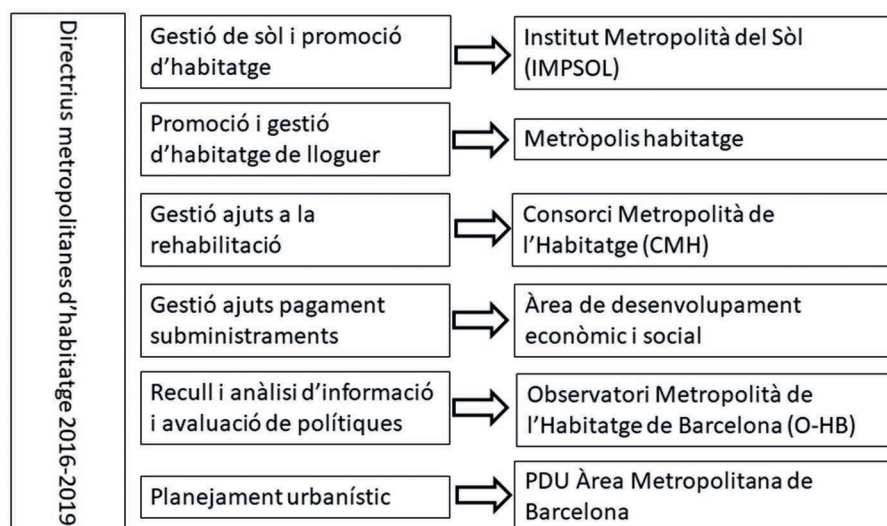 Directrius metropolitanes d'habitatge 2016-2019
Gestió de sòl i promoció
d'habitatge
Institut Metropolità del Sòl
(IMPSOL)
Promoció i gestió
d'habitatge de lloguer
Metròpolis habitatge
Gestió ajuts a la
rehabilitació
Consorci Metropolità de
l'Habitatge (CMH)
Gestió ajuts pagament
subministraments
Àrea de desenvolupament
econòmic i social
Recull i anàlisi d'informació
i avaluació de polítiques
Observatori Metropolità de
l'Habitatge de Barcelona (O-HB)
Planejament urbanístic
PDU Àrea Metropolitana de
Barcelona